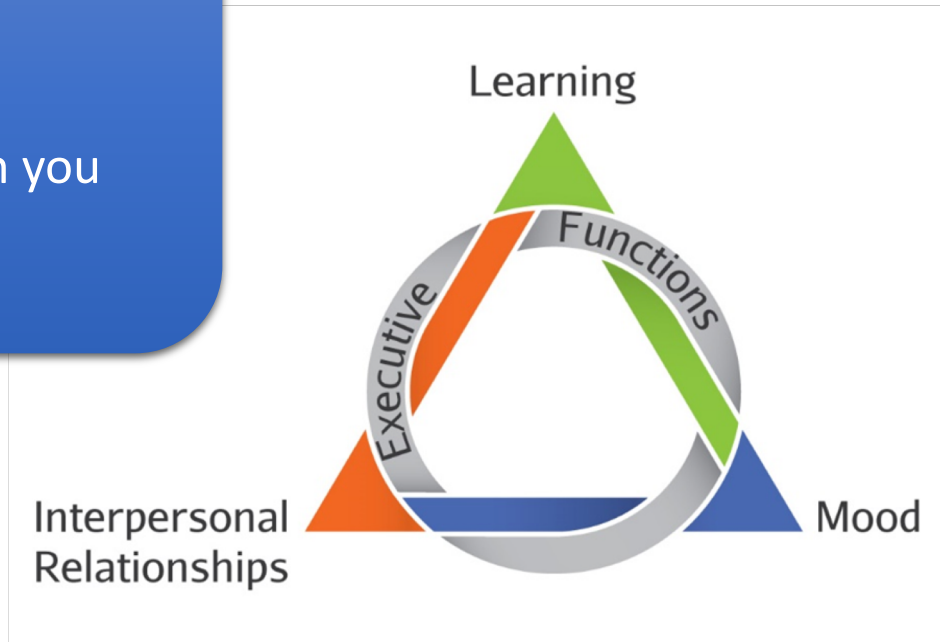 you
Learning
Executive
Functions
Interpersonal
Relationships
Mood